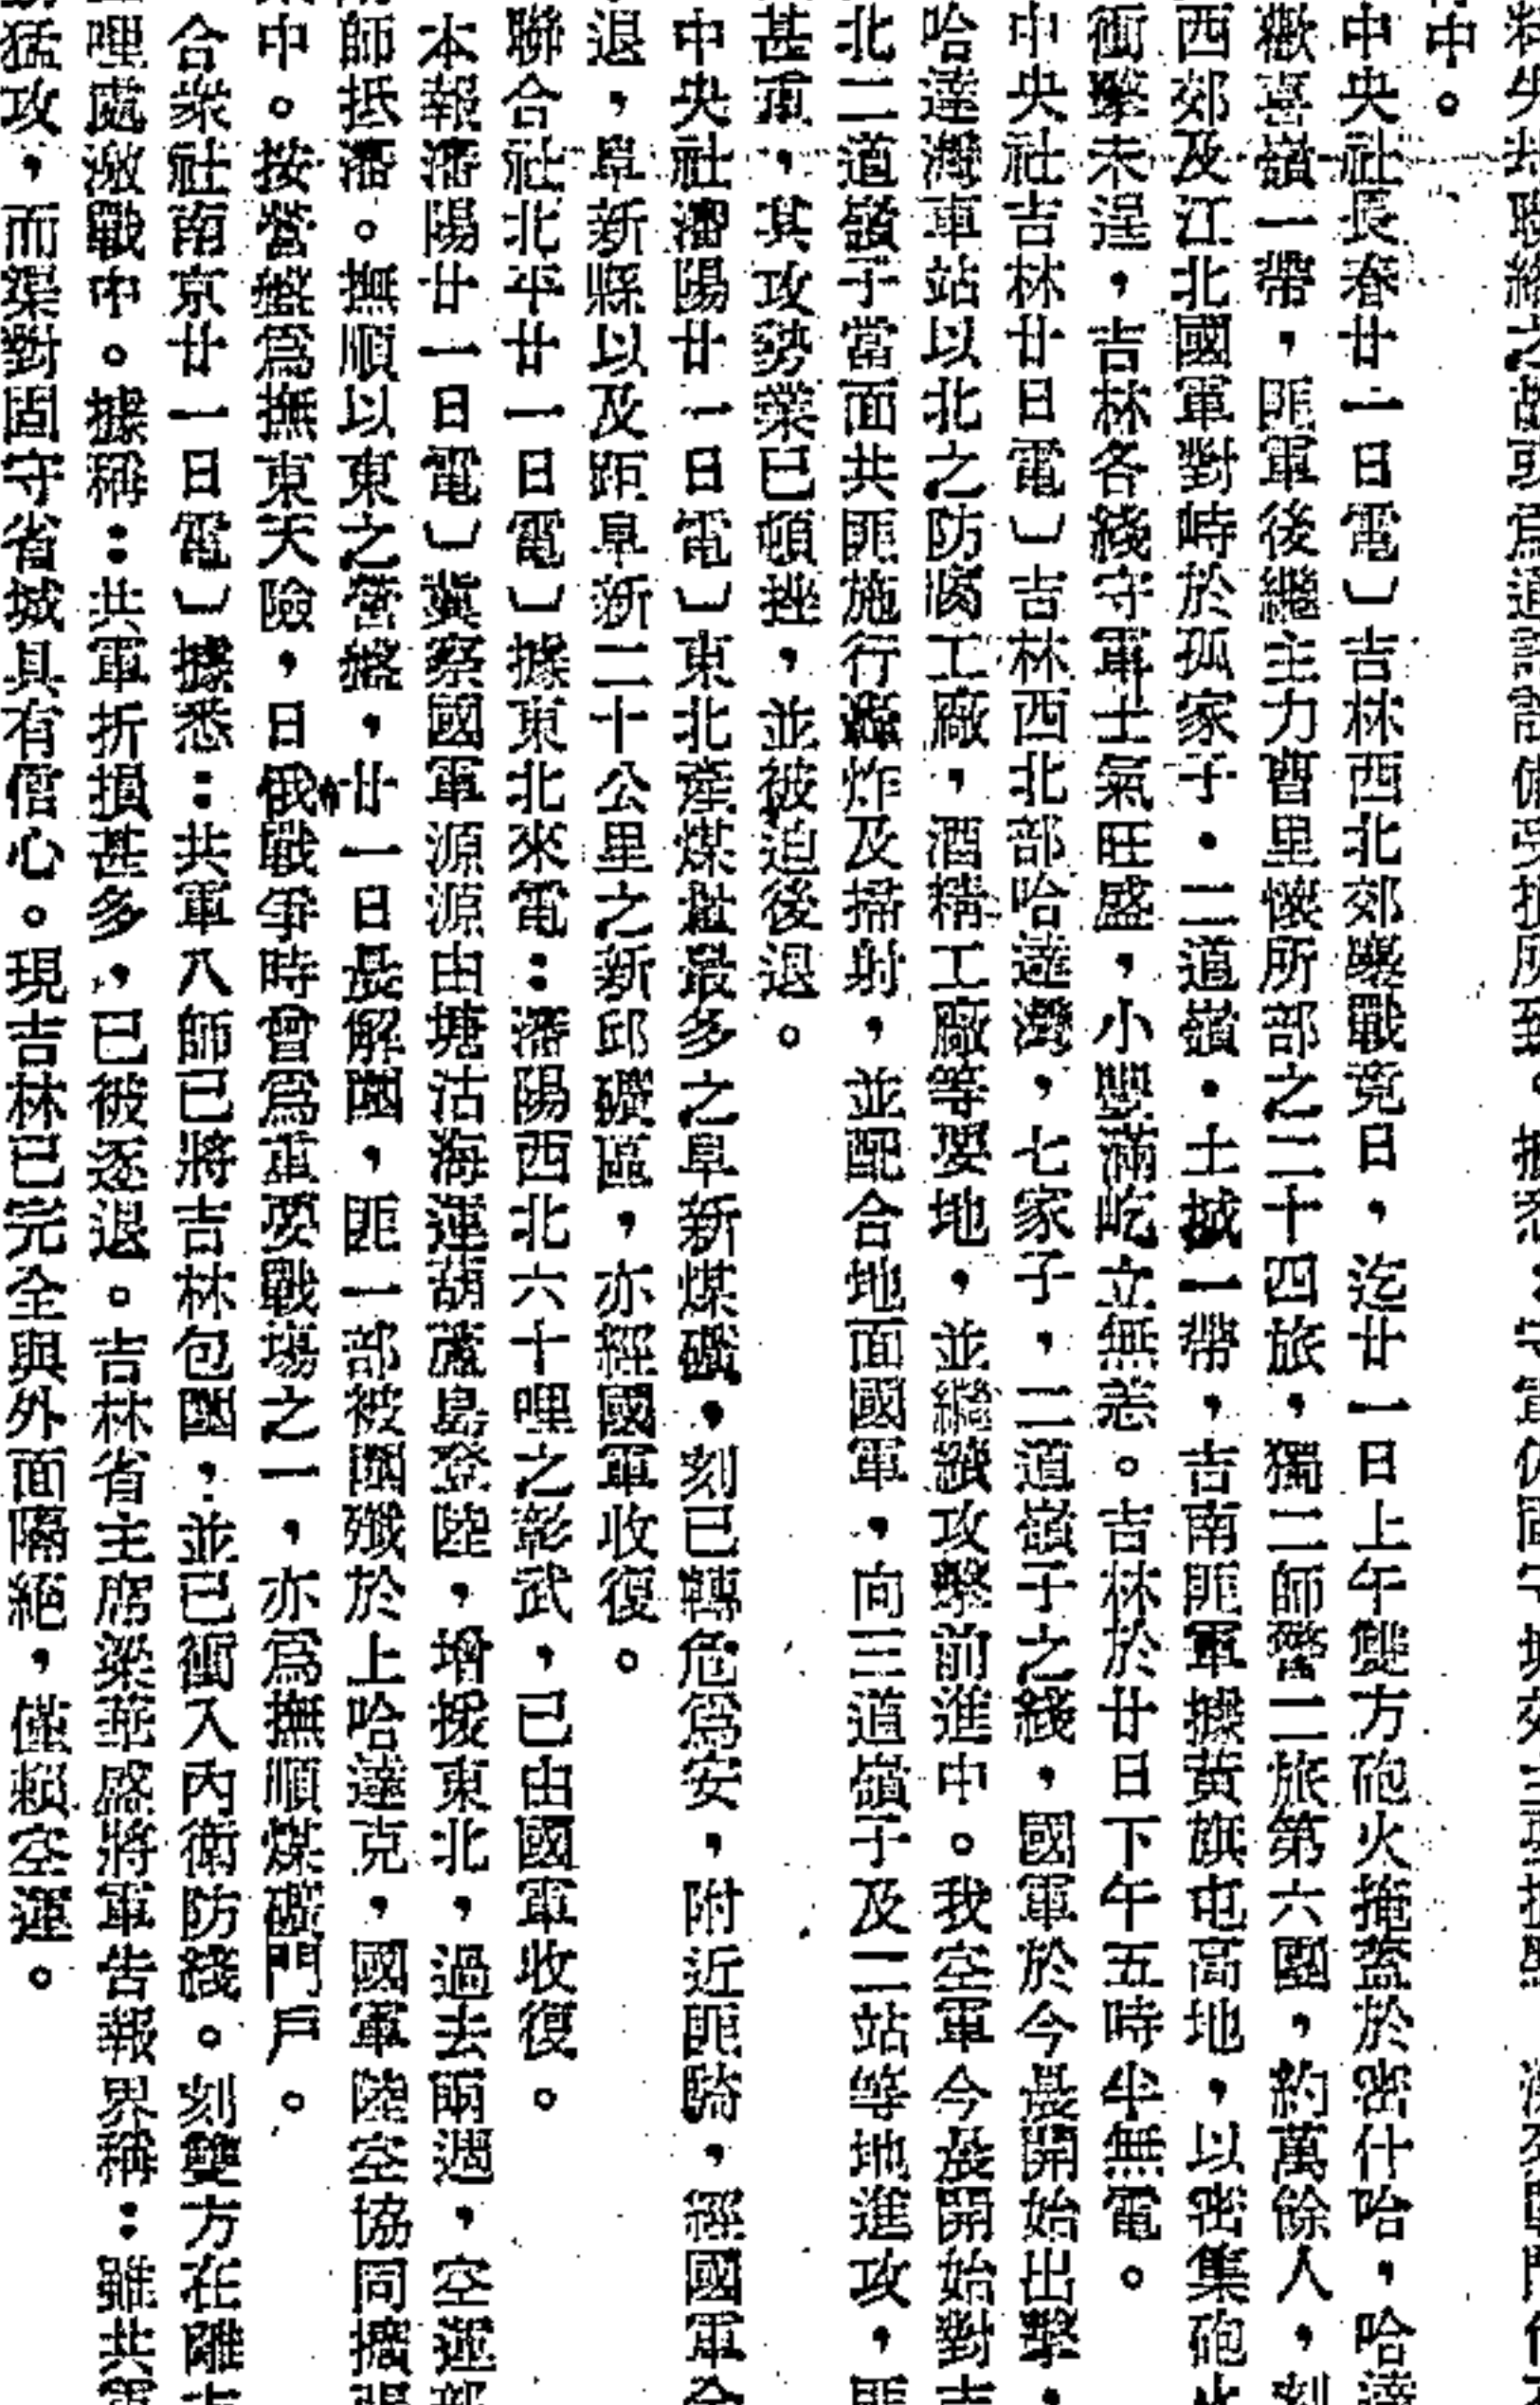 中。
中央社長春廿一日電〕吉林西北郊鏖戰竟日，迄廿一日上午雙方砲火掩蓋於密什哈，哈達
歡喜嶺一帶，匪軍後繼主力曹里懷所部之二十四旅，獨二師警二旅第六團，約萬餘人，刻
西郊及江北國軍對峙於孤家子・二道嶺・土城一帶，吉南匪軍據黃旗屯高地，以密集砲火
衝擊未逞，吉林各綫守軍士氣旺盛，小豐滿屹立無恙。吉林於廿日下午五時半無電。
中央社吉林廿日電〕吉林西北部哈達灣，七家子，二道嶺子之綫，國軍於今晨開始出擊，
哈達灣車站以北之防腐工廠，酒精工廠等要地，並繼續攻擊前進中。我空軍今晨開始對吉
北二道嶺子當面共匪施行轟炸及掃射，並配合地面國軍，向三道嶺子及二站等地進攻，匪
甚重，其攻勢業已頓挫，並被迫後退。
中央社瀋陽廿一日電〕東北產煤量最多之阜新煤礦，刻已轉危爲安，附近匪騎，經國軍分
退，阜新縣以及距阜新二十公里之新邱礦區，亦經國軍收復。
聯合社北平廿一日電〕據東北來電：瀋陽西北六十哩之彰武，已由國軍收復。
本報瀋陽廿一日電〕冀察國軍源源由塘沽海運葫蘆島登陸，增援東北，過去兩週，空運部
師抵瀋。撫順以東之營盤，廿一日晨解圍，匪一部被圍殲於上哈達克，國軍陸空協同擴張
中。按營盤爲撫東天險，日俄戰爭時曾爲重要戰場之一，亦爲撫順煤礦門戶。
合衆社南京廿一日電〕據悉：共軍八師已將吉林包圍，並已衝入內衛防綫。刻雙方在離吉
哩處激戰中。據稱：共軍折損甚多，已被逐退。吉林省主席梁華盛將軍告報界稱：雖共軍
猛攻，而渠對固守省城具有信心。現吉林已完全與外面隔絕，僅賴空運。